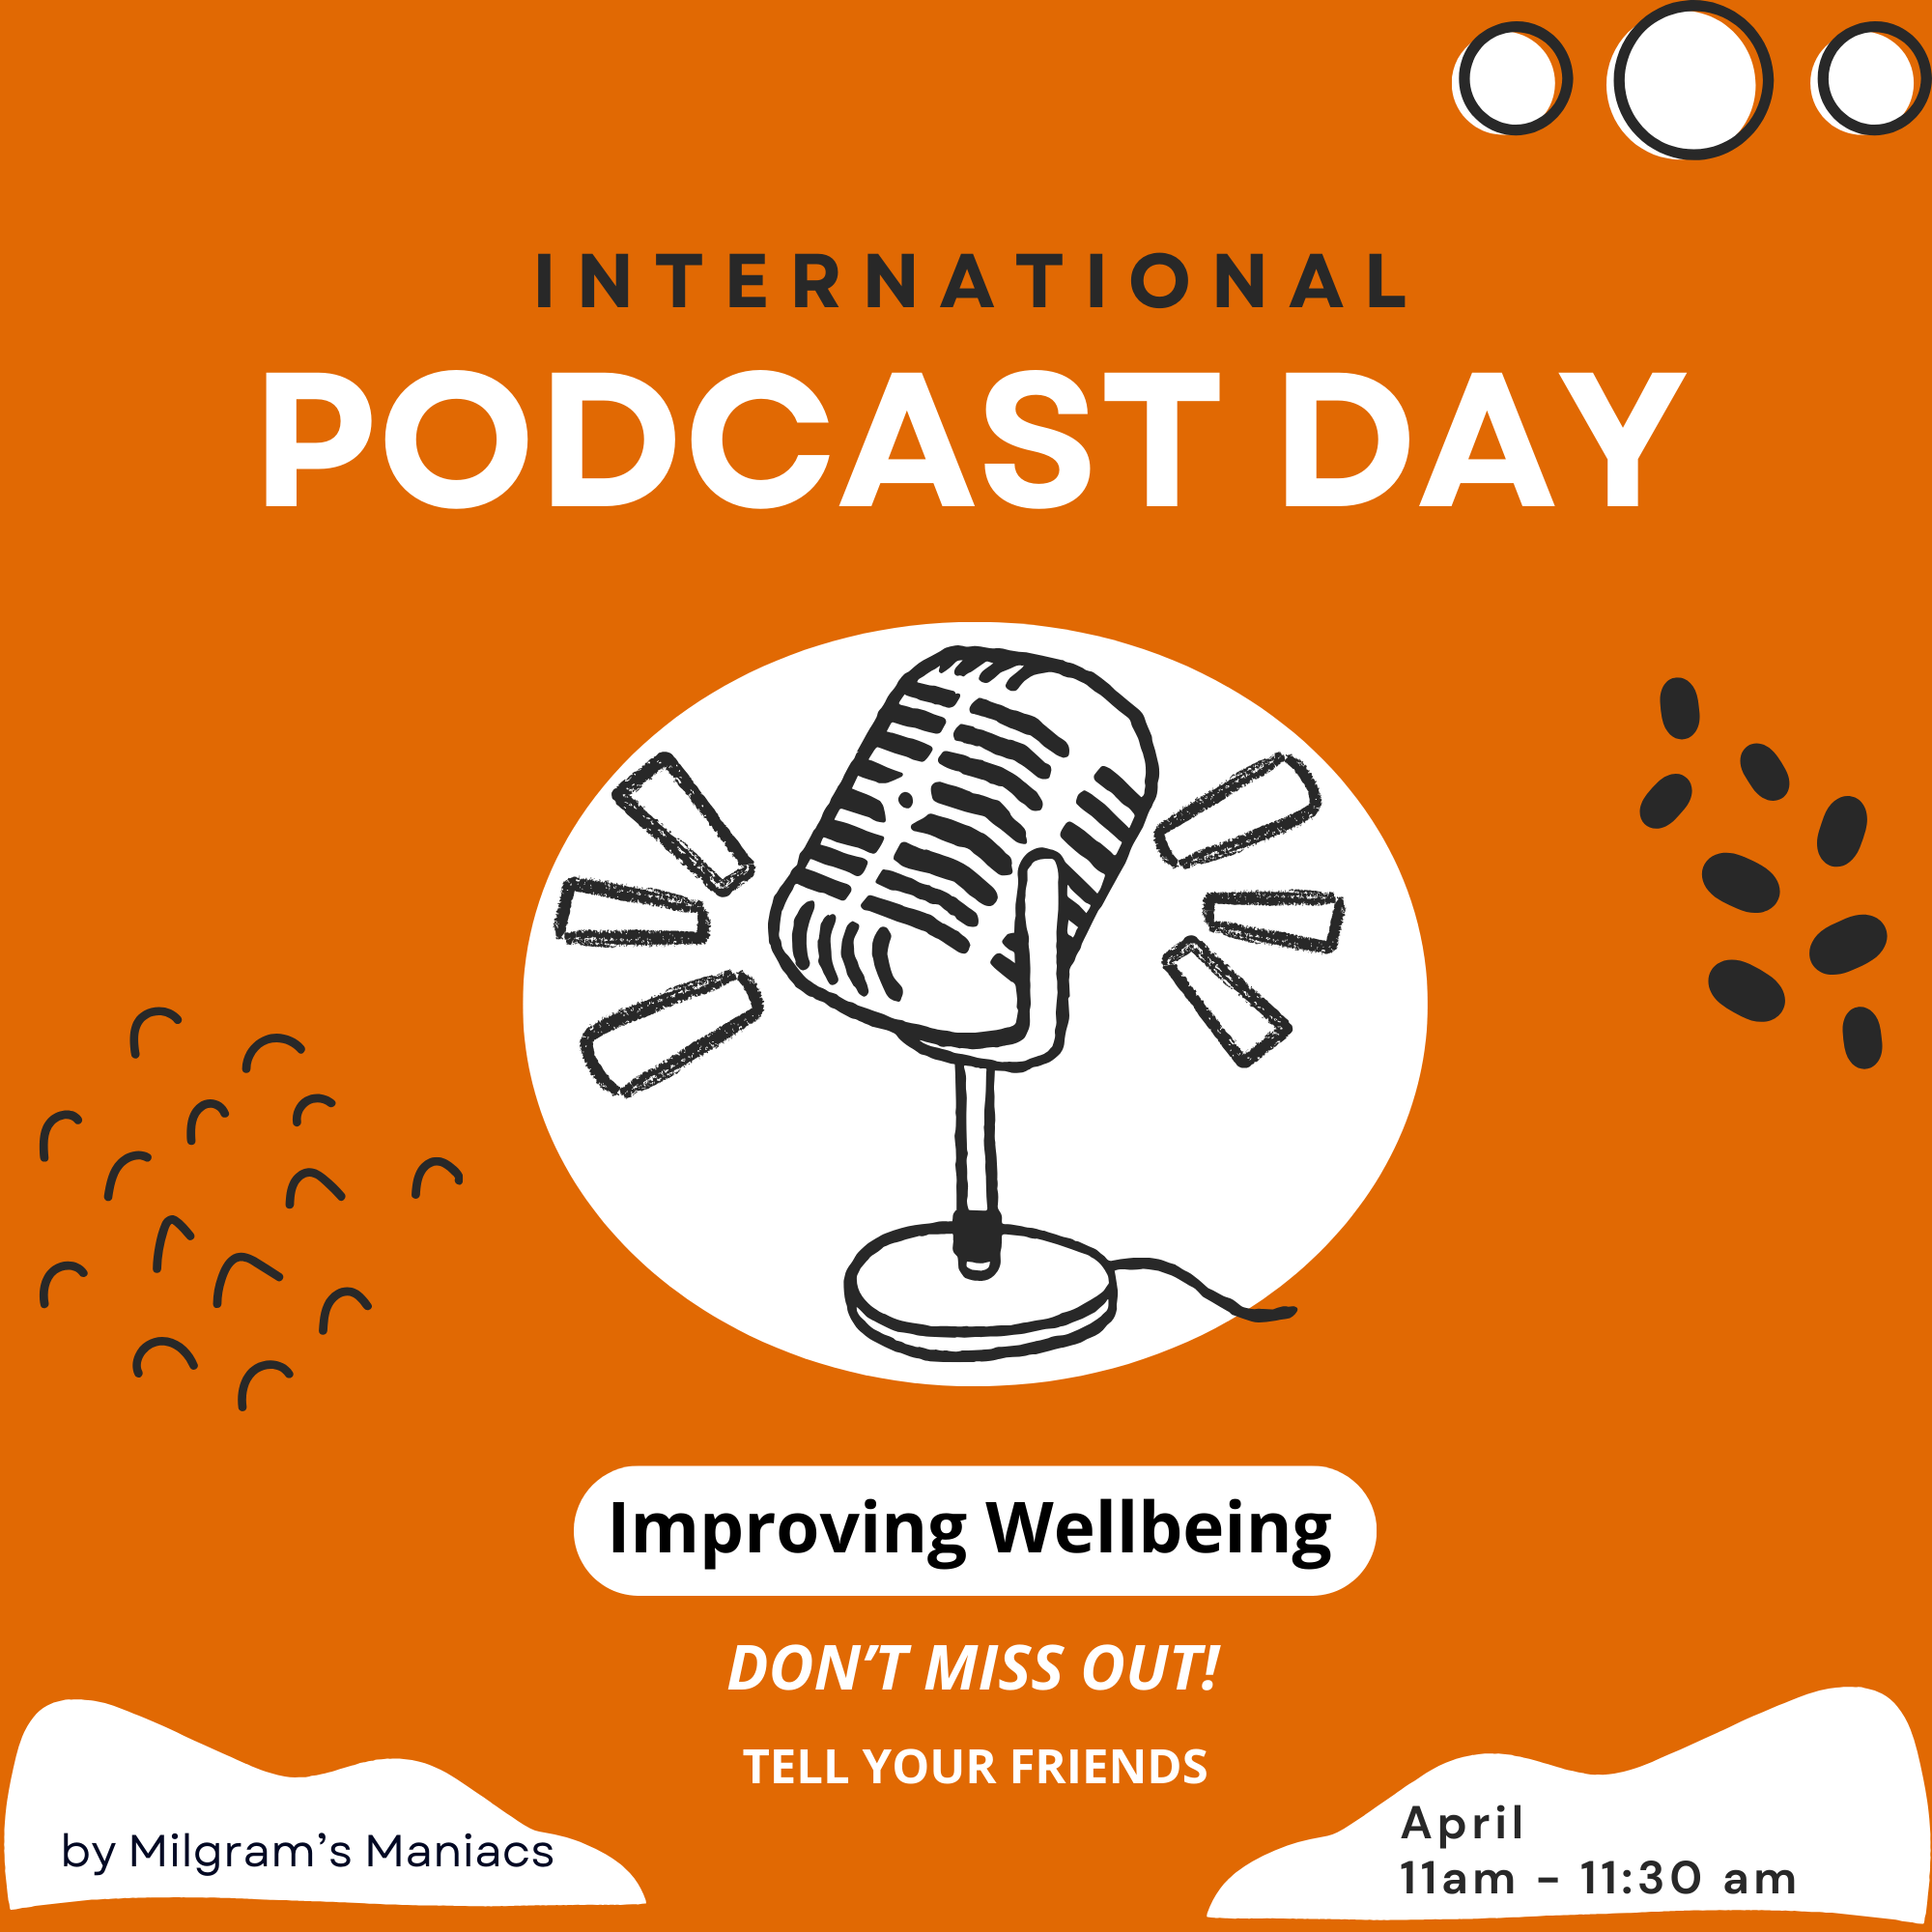 INTERNATIONAL
PODCAST DAY
Improving Wellbeing
DON'T MISS OUT!
TELL YOUR FRIENDS
by Milgram's Maniacs
April
11am - 11:30 am